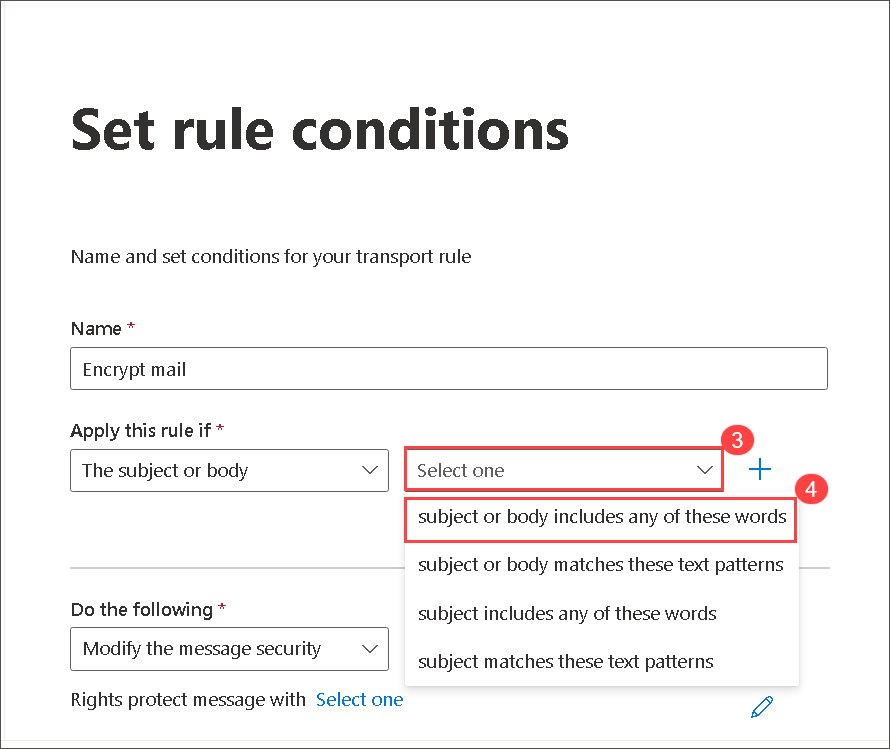 Set rule conditions
Name and set conditions for your transport rule
Name *
Encrypt mail
Apply this rule if *
The subject or body
Select one
3
4
subject or body includes any of these words
subject or body matches these text patterns
subject includes any of these words
subject matches these text patterns
Do the following *
Modify the message security
Rights protect message with Select one